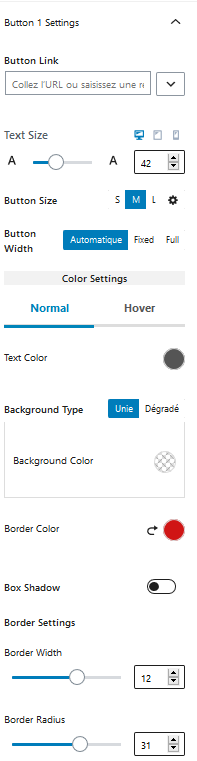 Button 1 Settings
Button Link
Collez l'URL ou saisissez une re
Text Size
A A 42
Button Size S M L
Button Width Automatique Fixed Full
Color Settings
Normal Hover
Text Color
Background Type Unie Dégradé
Background Color
Border Color
Box Shadow
Border Settings
Border Width
12
Border Radius
31